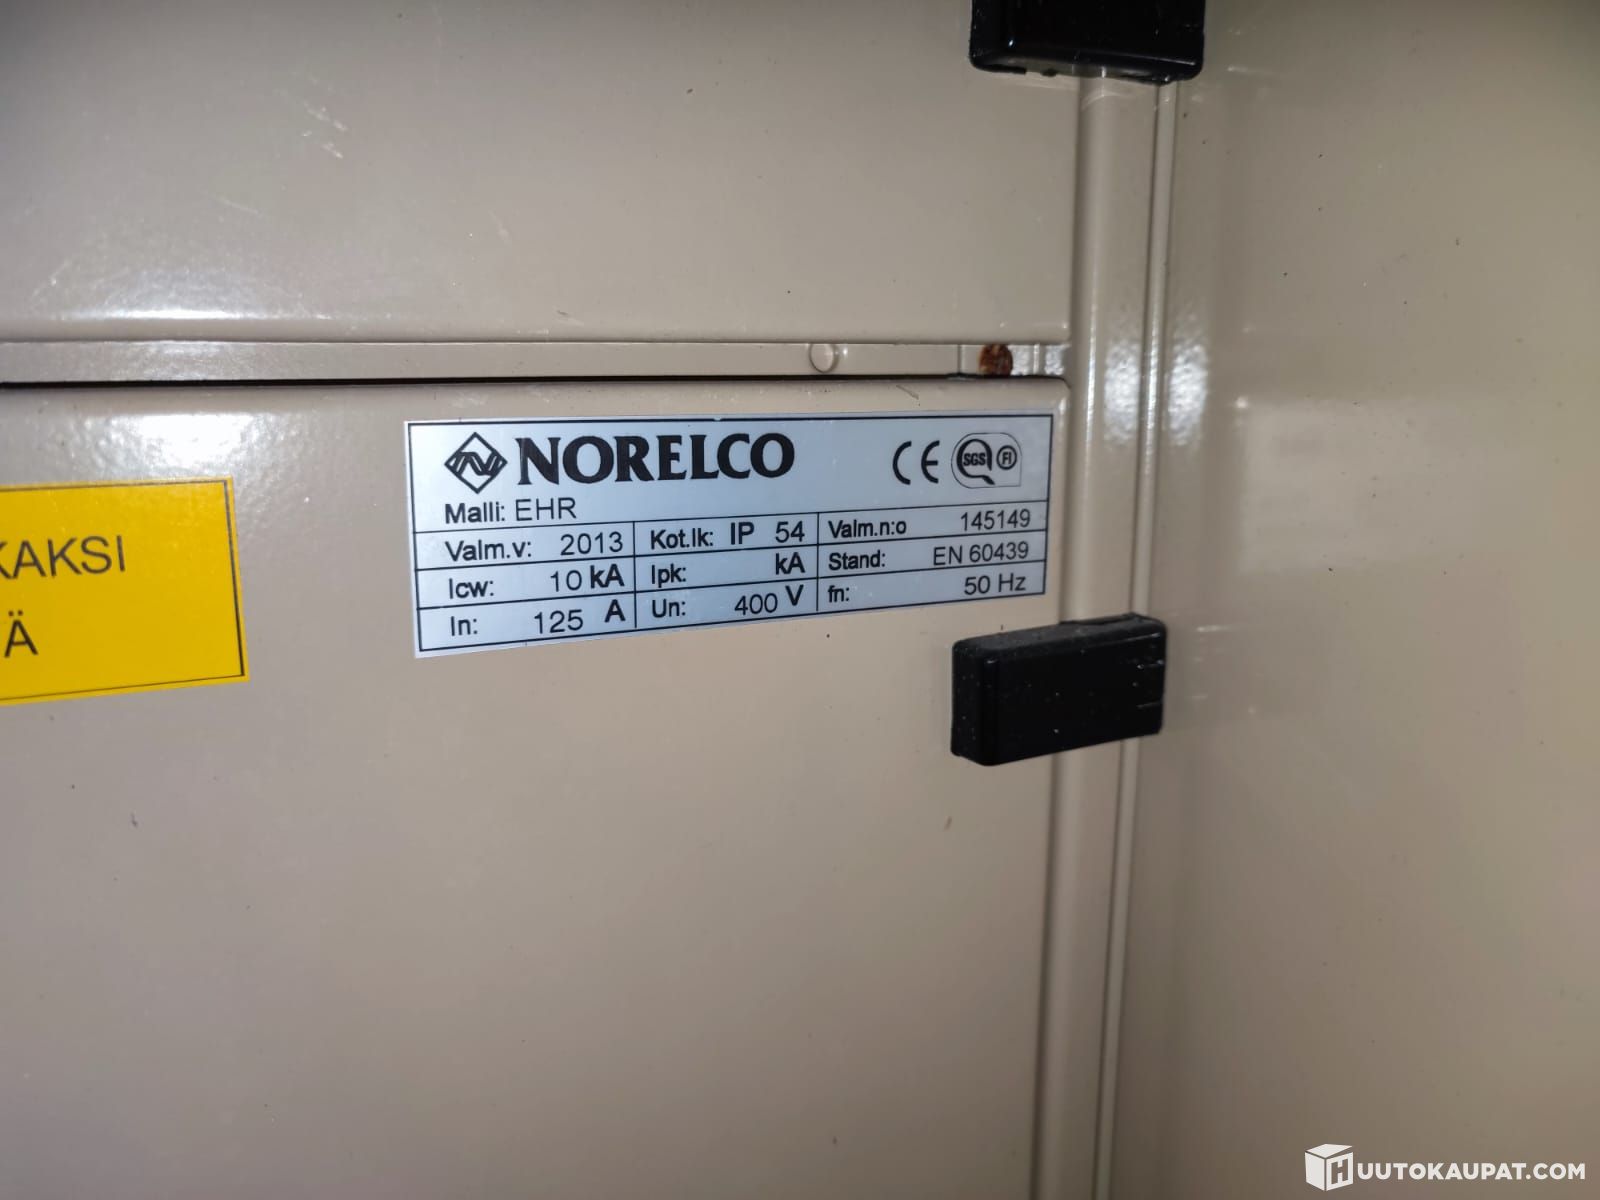 NORELCO CE SGS FI
Malli: EHR
Valm.v: 2013 Kot.lk: IP 54 Valm.n:o 145149
Icw: 10 kA Ipk: kA Stand: EN 60439
In: 125 A Un: 400 V fn: 50 Hz
KAKSI
Ä
HUUTOKAUPAT.COM